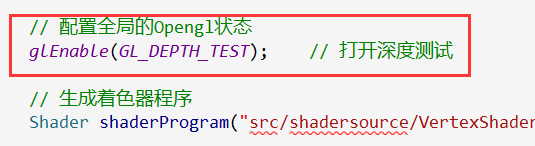 // 配置全局的Opengl状态
glEnable(GL_DEPTH_TEST);    // 打开深度测试
// 生成着色器程序
Shader shaderProgram("src/shadersource/VertexShader